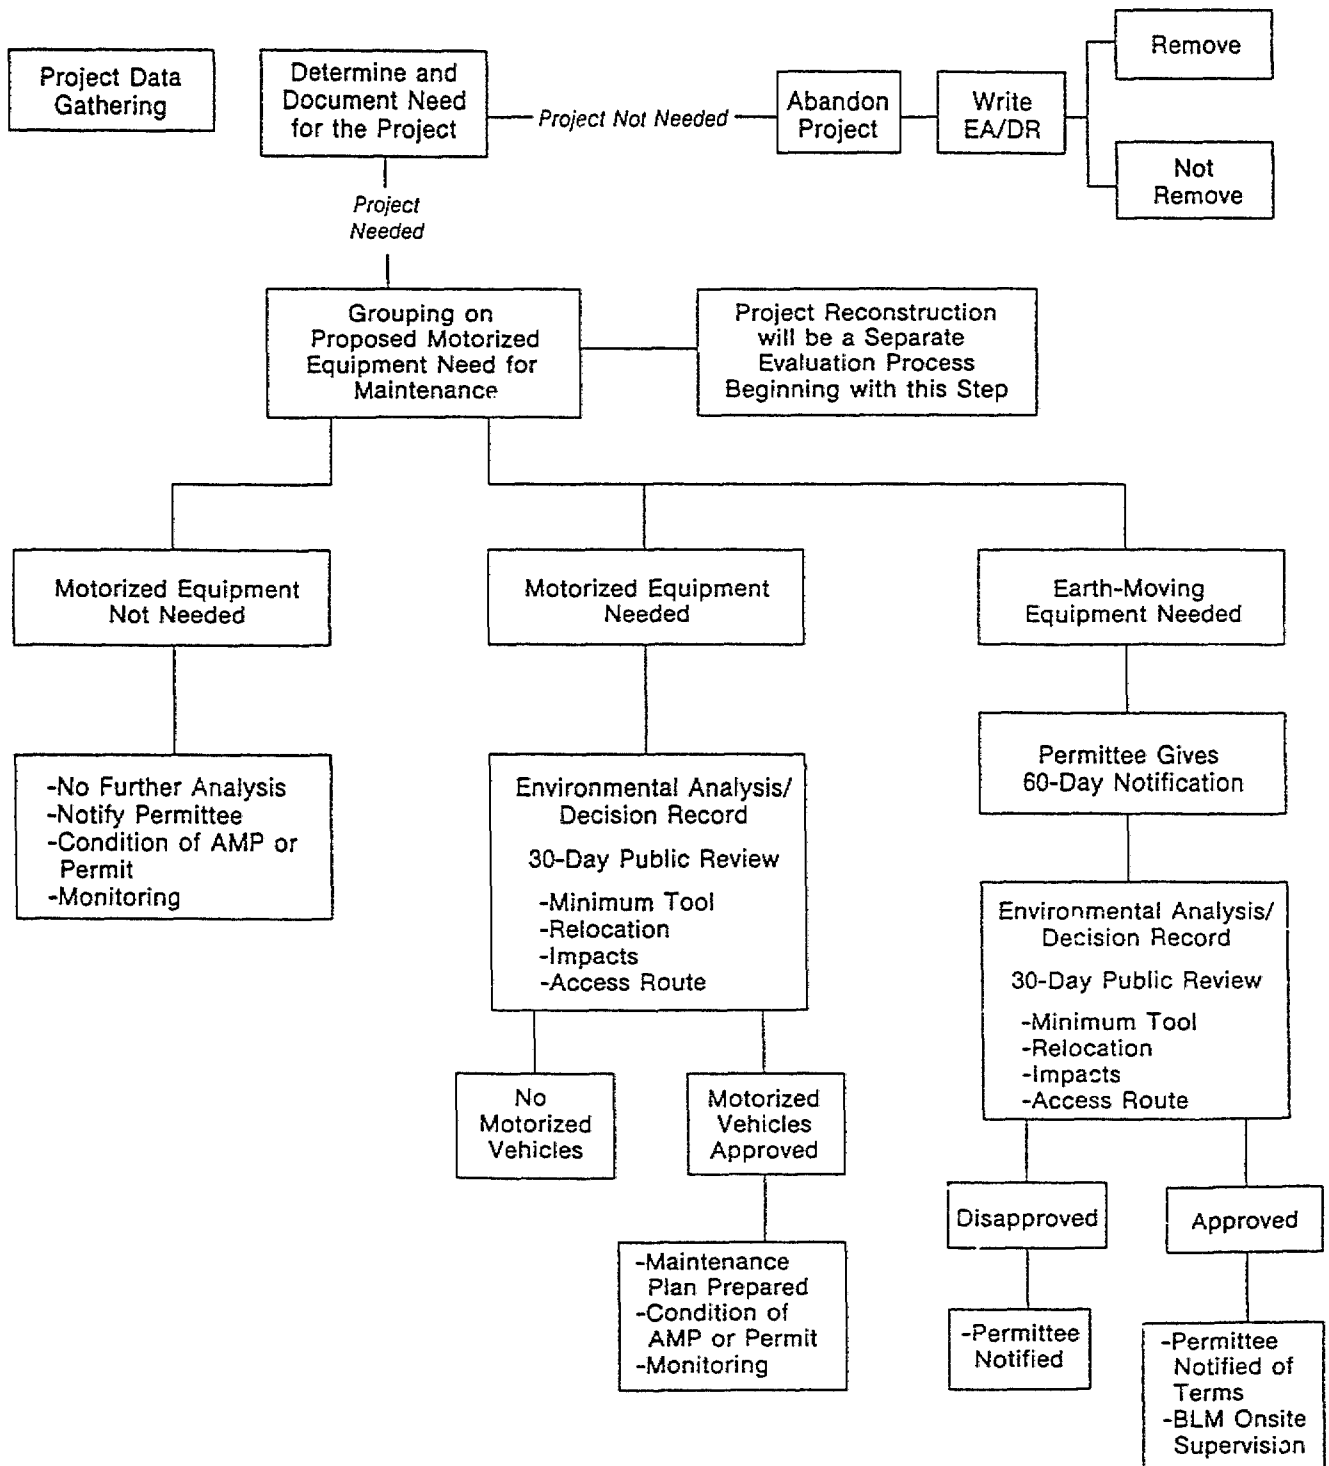 Project Data
Gathering
Determine and
Document Need
for the Project
Project Not Needed
Abandon
Project
Write
EA/DR
Remove
Not
Remove
Project
Needed
Grouping on
Proposed Motorized
Equipment Need for
Maintenance
Project Reconstruction
will be a Separate
Evaluation Process
Beginning with this Step
Motorized Equipment
Not Needed
Motorized Equipment
Needed
Earth-Moving
Equipment Needed
-No Further Analysis
-Notify Permittee
-Condition of AMP or
Permit
-Monitoring
Environmental Analysis/
Decision Record
30-Day Public Review
-Minimum Tool
-Relocation
-Impacts
-Access Route
Permittee Gives
60-Day Notification
Environmental Analysis/
Decision Record
30-Day Public Review
-Minimum Tool
-Relocation
-Impacts
-Access Route
No
Motorized
Vehicles
Motorized
Vehicles
Approved
-Maintenance
Plan Prepared
-Condition of
AMP or Permit
-Monitoring
Disapproved
Approved
-Permittee
Notified
-Permittee
Notified of
Terms
-BLM Onsite
Supervision